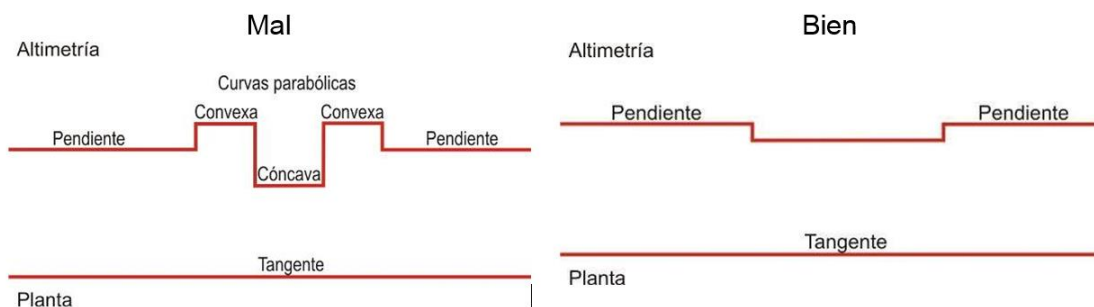 Mal
Altimetría
Curvas parabólicas
Convexa
Convexa
Pendiente
Pendiente
Cóncava
Tangente
Planta
Bien
Altimetría
Pendiente
Pendiente
Tangente
Planta